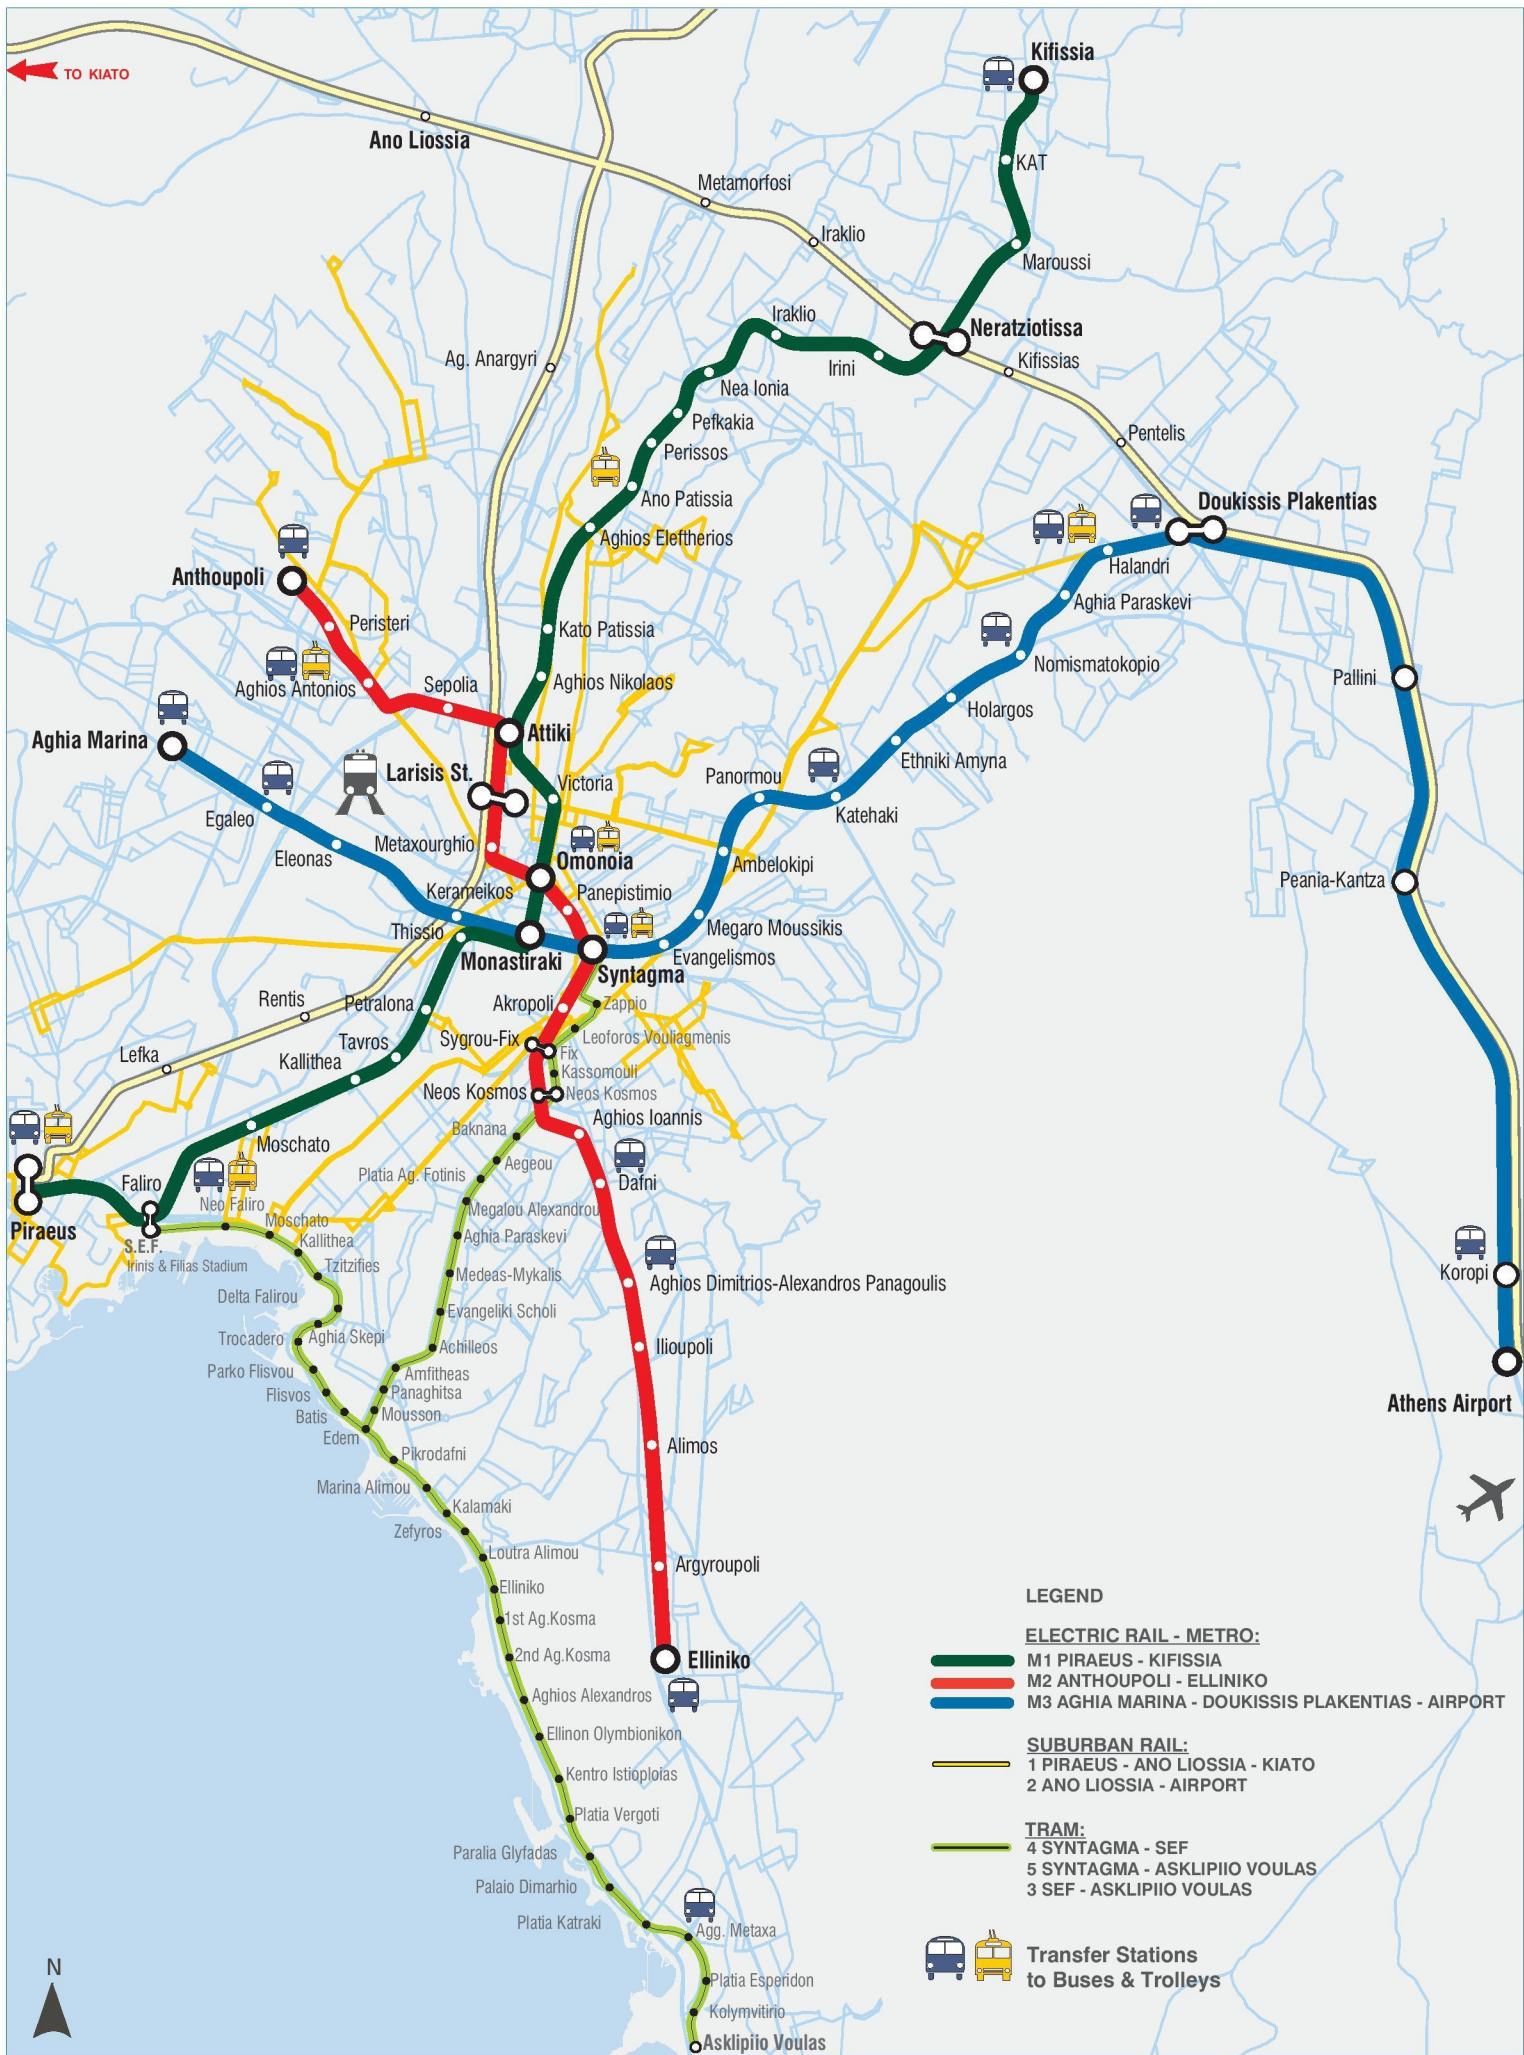 Kifissia
TO KIATO
Ano Liossia
KAT
Metamorfosi
Iraklio
Maroussi
Iraklio
Neratziotissa
Ag. Anargyri
Irini
Kifissias
Nea Ionia
Pefkakia
Pentelis
Perissos
Ano Patissia
Doukissis Plakentias
Aghios Eleftherios
Halandri
Anthoupoli
Aghia Paraskevi
Peristeri
Kato Patissia
Nomismatokopio
Pallini
Aghios Antonios
Sepolia
Aghios Nikolaos
Holargos
Aghia Marina
Attiki
Ethniki Amyna
Larisis St.
Panormou
Victoria
Egaleo
Katehaki
Metaxourghio
Eleonas
Omonoia
Ambelokipi
Peania-Kantza
Kerameikos
Panepistimio
Thissio
Megaro Moussikis
Monastiraki
Evangelismos
Syntagma
Rentis
Petralona
Akropoli
Zappio
Tavros
Sygrou-Fix
Leoforos Vouliagmenis
Lefka
Kallithea
Fix
Kassomouli
Neos Kosmos
Neos Kosmos
Aghios Ioannis
Baknana
Moschato
Aegeou
Platia Ag. Fotinis
Faliro
Dafni
Neo Faliro
Megalou Alexandrou
Piraeus
Moschato
Aghia Paraskevi
S.E.F.
Kallithea
Irinis & Filias Stadium
Tzitzifies
Medeas-Mykalis
Koropi
Aghios Dimitrios-Alexandros Panagoulis
Delta Falirou
Evangeliki Scholi
Trocadero
Aghia Skepi
Achilleos
Ilioupoli
Parko Flisvou
Amfitheas
Flisvos
Panaghitsa
Athens Airport
Batis
Mousson
Edem
Alimos
Pikrodafni
Marina Alimou
Kalamaki
Zefyros
Loutra Alimou
Argyroupoli
Elliniko
1st Ag.Kosma
2nd Ag.Kosma
Elliniko
Aghios Alexandros
Ellinon Olymbionikon
Kentro Istioploias
Platia Vergoti
Paralia Glyfadas
Palaio Dimarhio
Platia Katraki
Agg. Metaxa
Platia Esperidon
Kolymvitirio
Asklipiio Voulas
N
LEGEND
ELECTRIC RAIL - METRO:
M1 PIRAEUS - KIFISSIA
M2 ANTHOUPOLI - ELLINIKO
M3 AGHIA MARINA - DOUKISSIS PLAKENTIAS - AIRPORT
SUBURBAN RAIL:
1 PIRAEUS - ANO LIOSSIA - KIATO
2 ANO LIOSSIA - AIRPORT
TRAM:
4 SYNTAGMA - SEF
5 SYNTAGMA - ASKLIPIIO VOULAS
3 SEF - ASKLIPIIO VOULAS
Transfer Stations
to Buses & Trolleys